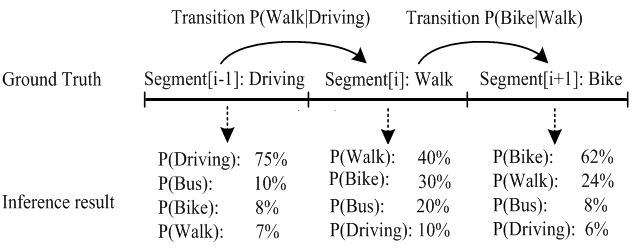 Transition P(Walk|Driving) Transition P(Bike|Walk)
Ground Truth Segment[i-1]: Driving Segment[i]: Walk Segment[i+1]: Bike
P(Driving): 75% P(Walk): 40% P(Bike): 62%
P(Bus): 10% P(Bike): 30% P(Walk): 24%
Inference result P(Bike): 8% P(Bus): 20% P(Bus): 8%
P(Walk): 7% P(Driving): 10% P(Driving): 6%